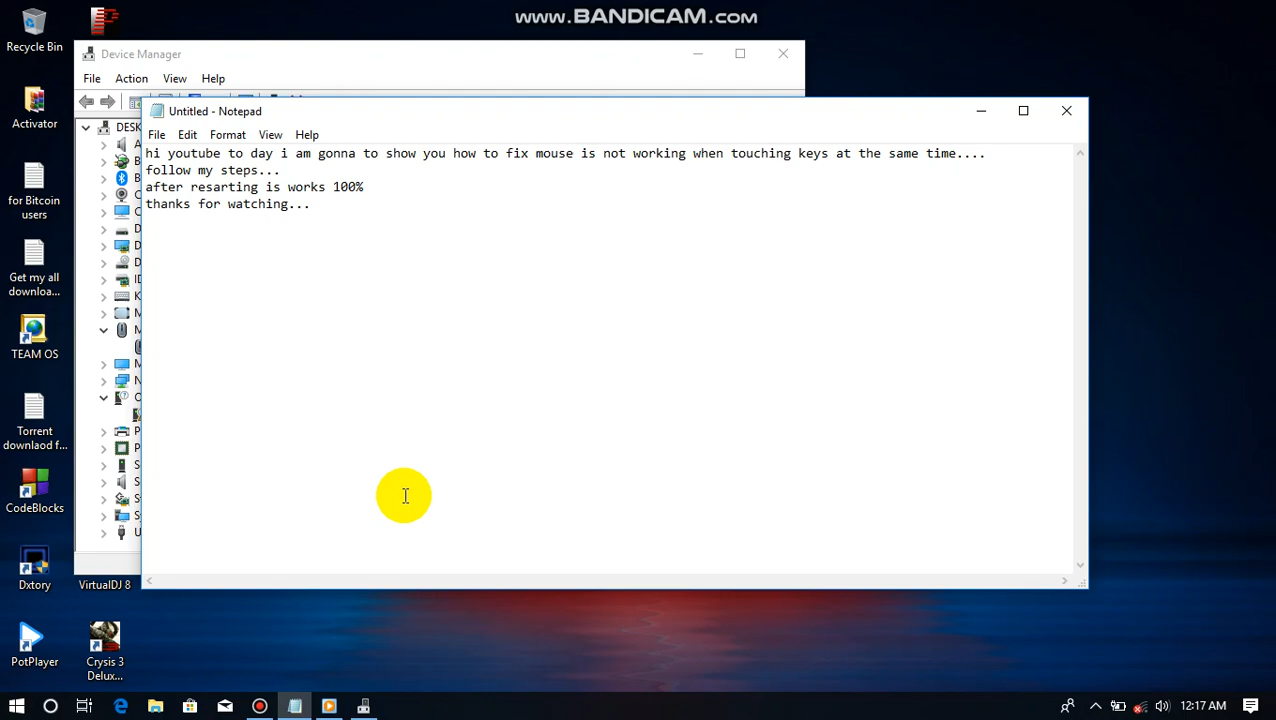 www.BANDICAM.com
Recycle Bin
Device Manager
File Action View Help
Untitled - Notepad
Activator
DESK
File Edit Format View Help
hi youtube to day i am gonna to show you how to fix mouse is not working when touching keys at the same time....
follow my steps...
after resarting is works 100%
thanks for watching...
for Bitcoin
users
Get my all
downloa...
TEAM OS
Torrent
downlaod f...
CodeBlocks
Dxtory
VirtualDJ 8
PotPlayer
Crysis 3
Delux...
12:17 AM